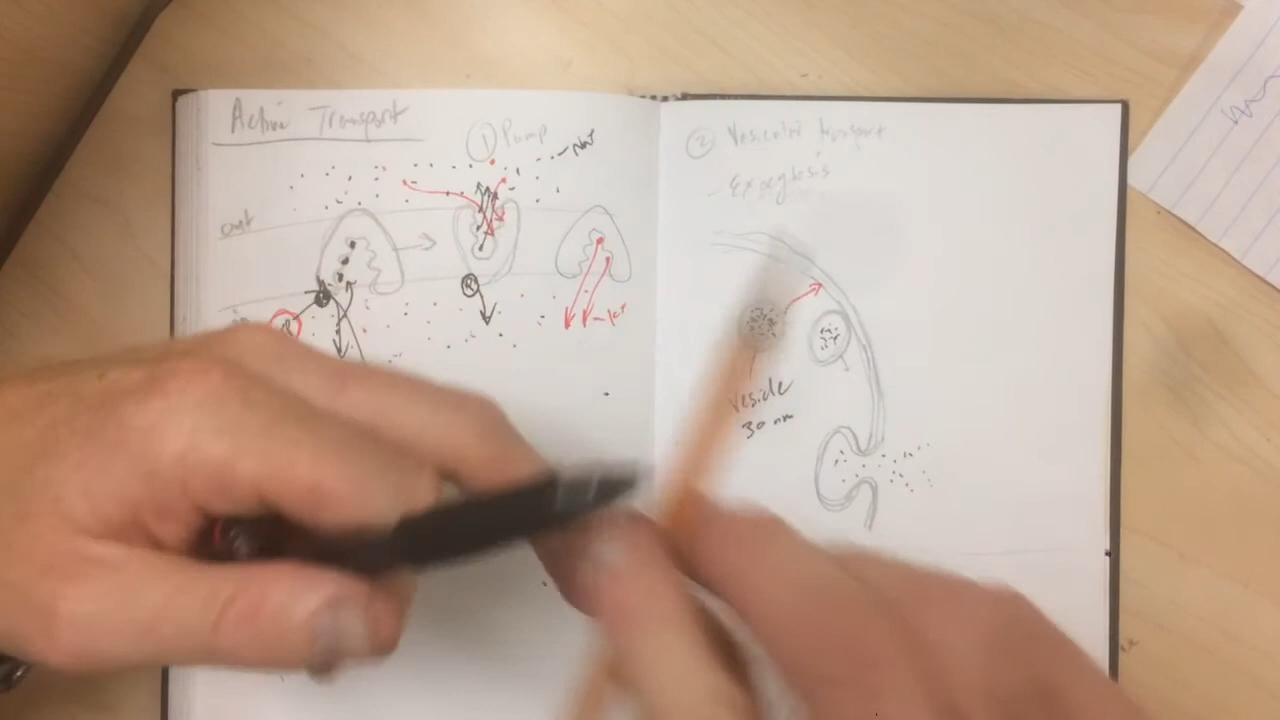 Active Transport
① Pump
Na+
out
K+
② Vesicular transport
- Exocytosis
vesicle
30 nm